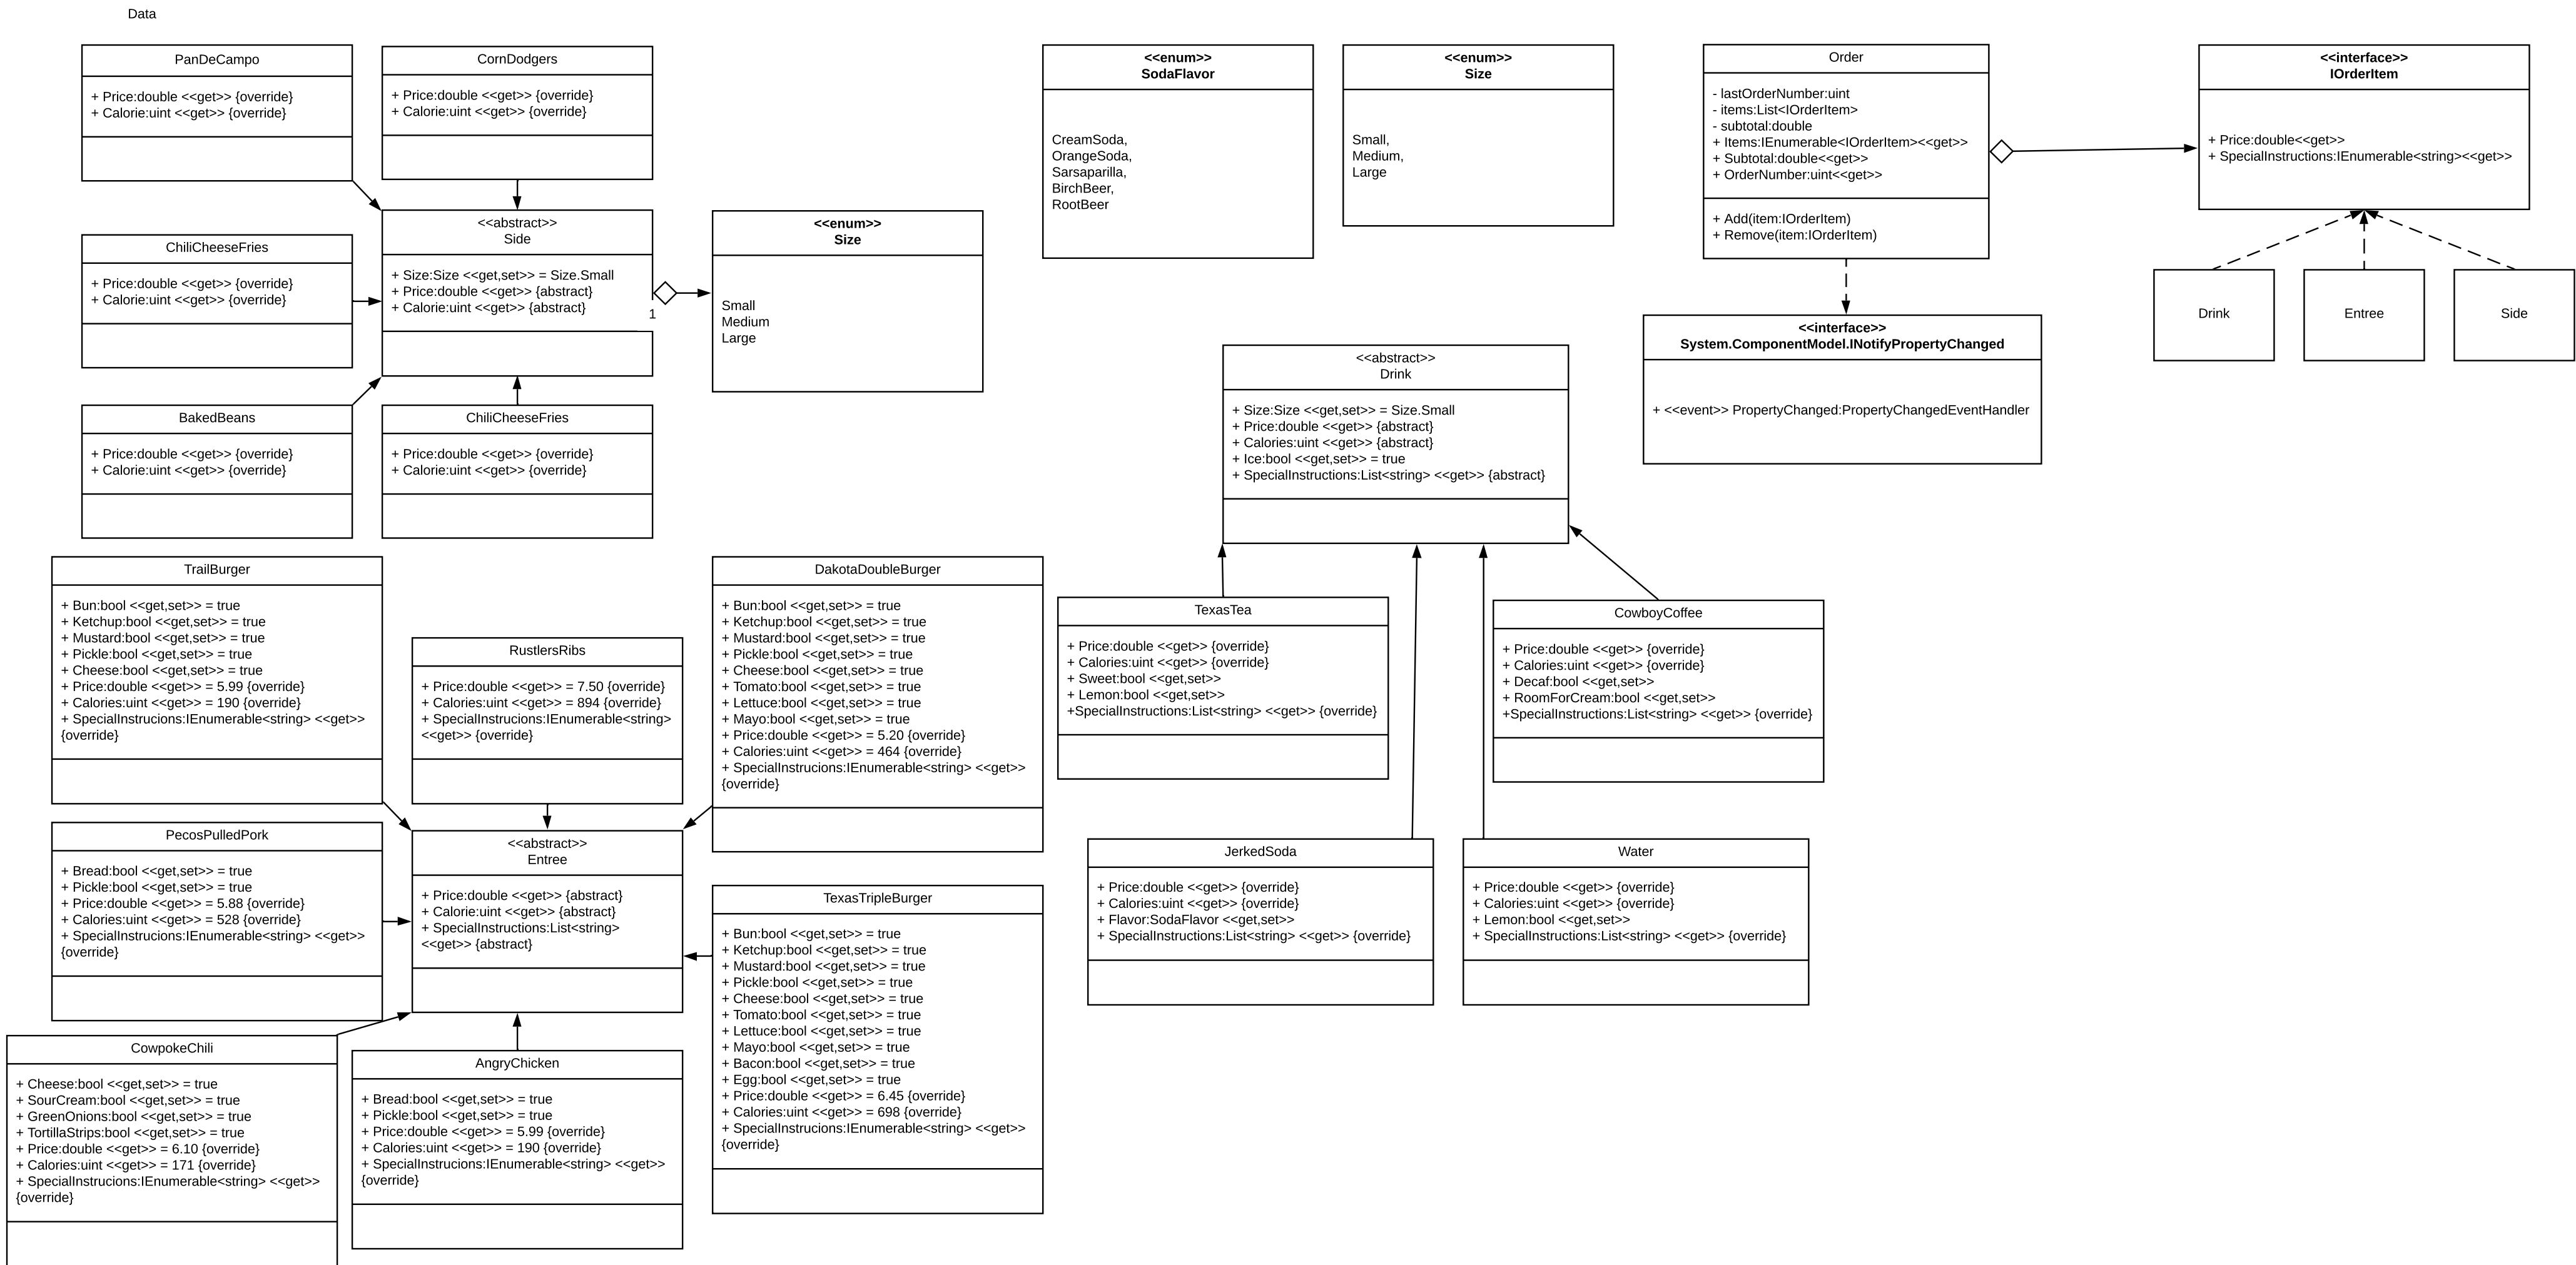 Data
PanDeCampo
+ Price:double <<get>> {override}
+ Calorie:uint <<get>> {override}
CornDodgers
+ Price:double <<get>> {override}
+ Calorie:uint <<get>> {override}
ChiliCheeseFries
+ Price:double <<get>> {override}
+ Calorie:uint <<get>> {override}
<<abstract>>
Side
+ Size:Size <<get,set>> = Size.Small
+ Price:double <<get>> {abstract}
+ Calorie:uint <<get>> {abstract}
1
<<enum>>
Size
Small
Medium
Large
BakedBeans
+ Price:double <<get>> {override}
+ Calorie:uint <<get>> {override}
ChiliCheeseFries
+ Price:double <<get>> {override}
+ Calorie:uint <<get>> {override}
<<enum>>
SodaFlavor
CreamSoda,
OrangeSoda,
Sarsaparilla,
BirchBeer,
RootBeer
<<enum>>
Size
Small,
Medium,
Large
Order
- lastOrderNumber:uint
- items:List<IOrderItem>
- subtotal:double
+ Items:IEnumerable<IOrderItem><<get>>
+ Subtotal:double<<get>>
+ OrderNumber:uint<<get>>
+ Add(item:IOrderItem)
+ Remove(item:IOrderItem)
<<interface>>
IOrderItem
+ Price:double<<get>>
+ SpecialInstructions:IEnumerable<string><<get>>
Drink
Entree
Side
<<interface>>
System.ComponentModel.INotifyPropertyChanged
+ <<event>> PropertyChanged:PropertyChangedEventHandler
<<abstract>>
Drink
+ Size:Size <<get,set>> = Size.Small
+ Price:double <<get>> {abstract}
+ Calories:uint <<get>> {abstract}
+ Ice:bool <<get,set>> = true
+ SpecialInstructions:List<string> <<get>> {abstract}
TrailBurger
+ Bun:bool <<get,set>> = true
+ Ketchup:bool <<get,set>> = true
+ Mustard:bool <<get,set>> = true
+ Pickle:bool <<get,set>> = true
+ Cheese:bool <<get,set>> = true
+ Price:double <<get>> = 5.99 {override}
+ Calories:uint <<get>> = 190 {override}
+ SpecialInstrucions:IEnumerable<string> <<get>>
{override}
RustlersRibs
+ Price:double <<get>> = 7.50 {override}
+ Calories:uint <<get>> = 894 {override}
+ SpecialInstrucions:IEnumerable<string>
<<get>> {override}
DakotaDoubleBurger
+ Bun:bool <<get,set>> = true
+ Ketchup:bool <<get,set>> = true
+ Mustard:bool <<get,set>> = true
+ Pickle:bool <<get,set>> = true
+ Cheese:bool <<get,set>> = true
+ Tomato:bool <<get,set>> = true
+ Lettuce:bool <<get,set>> = true
+ Mayo:bool <<get,set>> = true
+ Price:double <<get>> = 5.20 {override}
+ Calories:uint <<get>> = 464 {override}
+ SpecialInstrucions:IEnumerable<string> <<get>>
{override}
TexasTea
+ Price:double <<get>> {override}
+ Calories:uint <<get>> {override}
+ Sweet:bool <<get,set>>
+ Lemon:bool <<get,set>>
+SpecialInstructions:List<string> <<get>> {override}
CowboyCoffee
+ Price:double <<get>> {override}
+ Calories:uint <<get>> {override}
+ Decaf:bool <<get,set>>
+ RoomForCream:bool <<get,set>>
+SpecialInstructions:List<string> <<get>> {override}
PecosPulledPork
+ Bread:bool <<get,set>> = true
+ Pickle:bool <<get,set>> = true
+ Price:double <<get>> = 5.88 {override}
+ Calories:uint <<get>> = 528 {override}
+ SpecialInstrucions:IEnumerable<string> <<get>>
{override}
<<abstract>>
Entree
+ Price:double <<get>> {abstract}
+ Calorie:uint <<get>> {abstract}
+ SpecialInstructions:List<string>
<<get>> {abstract}
TexasTripleBurger
+ Bun:bool <<get,set>> = true
+ Ketchup:bool <<get,set>> = true
+ Mustard:bool <<get,set>> = true
+ Pickle:bool <<get,set>> = true
+ Cheese:bool <<get,set>> = true
+ Tomato:bool <<get,set>> = true
+ Lettuce:bool <<get,set>> = true
+ Mayo:bool <<get,set>> = true
+ Bacon:bool <<get,set>> = true
+ Egg:bool <<get,set>> = true
+ Price:double <<get>> = 6.45 {override}
+ Calories:uint <<get>> = 698 {override}
+ SpecialInstrucions:IEnumerable<string> <<get>>
{override}
JerkedSoda
+ Price:double <<get>> {override}
+ Calories:uint <<get>> {override}
+ Flavor:SodaFlavor <<get,set>>
+ SpecialInstructions:List<string> <<get>> {override}
Water
+ Price:double <<get>> {override}
+ Calories:uint <<get>> {override}
+ Lemon:bool <<get,set>>
+ SpecialInstructions:List<string> <<get>> {override}
CowpokeChili
+ Cheese:bool <<get,set>> = true
+ SourCream:bool <<get,set>> = true
+ GreenOnions:bool <<get,set>> = true
+ TortillaStrips:bool <<get,set>> = true
+ Price:double <<get>> = 6.10 {override}
+ Calories:uint <<get>> = 171 {override}
+ SpecialInstrucions:IEnumerable<string> <<get>>
{override}
AngryChicken
+ Bread:bool <<get,set>> = true
+ Pickle:bool <<get,set>> = true
+ Price:double <<get>> = 5.99 {override}
+ Calories:uint <<get>> = 190 {override}
+ SpecialInstrucions:IEnumerable<string> <<get>>
{override}